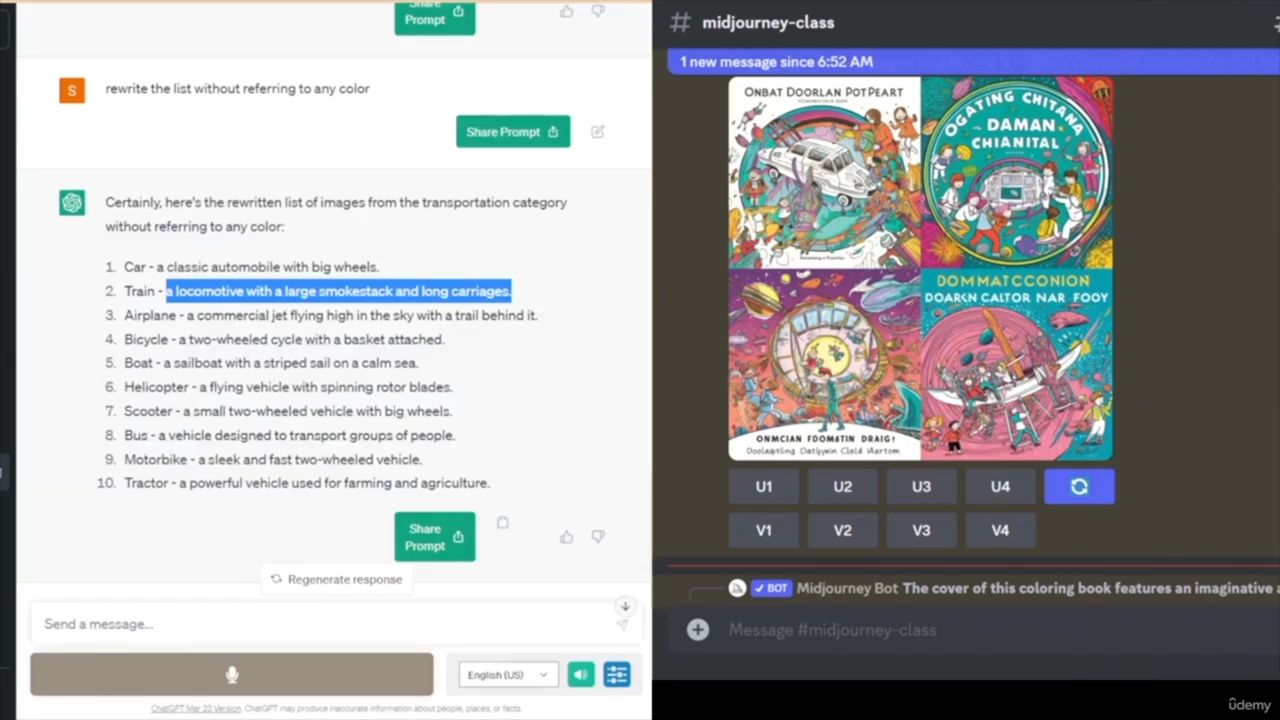 Share
Prompt
S
rewrite the list without referring to any color
Share Prompt
Certainly, here's the rewritten list of images from the transportation category
without referring to any color:
1. Car - a classic automobile with big wheels.
2. Train - a locomotive with a large smokestack and long carriages.
3. Airplane - a commercial jet flying high in the sky with a trail behind it.
4. Bicycle - a two-wheeled cycle with a basket attached.
5. Boat - a sailboat with a striped sail on a calm sea.
6. Helicopter - a flying vehicle with spinning rotor blades.
7. Scooter - a small two-wheeled vehicle with big wheels.
8. Bus - a vehicle designed to transport groups of people.
9. Motorbike - a sleek and fast two-wheeled vehicle.
10. Tractor - a powerful vehicle used for farming and agriculture.
Share
Prompt
Regenerate response
Send a message...
English (US)
ChatGPT Mar 23 Version. ChatGPT may produce inaccurate information about people, places, or facts.
# midjourney-class
1 new message since 6:52 AM
ONBAT DOORLAN POTPEART
OGATING CHITANA
DAMAN
CHIANITAL
ONMCIAN FDOMATIN DRAIG!
DOMMATCCONION
DOARCN CALTOR NAR FOOY
U1 U2 U3 U4
V1 V2 V3 V4
✓ BOT Midjourney Bot The cover of this coloring book features an imaginative a
Message #midjourney-class
ûdemy